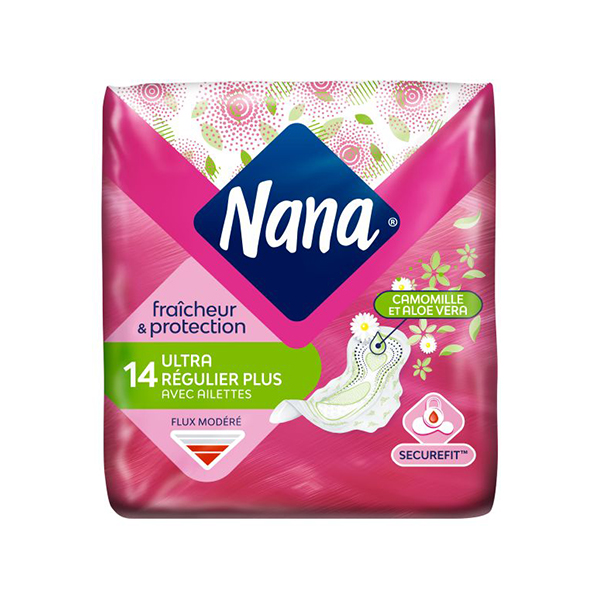 Nana®
fraîcheur
& protection
14 ULTRA
RÉGULIER PLUS
AVEC AILETTES
FLUX MODÉRÉ
CAMOMILLE
ET ALOE VERA
SECUREFIT™